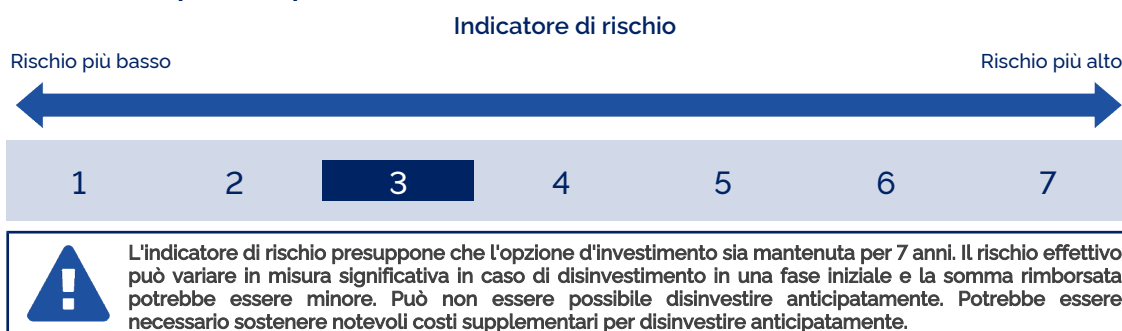 Indicatore di rischio
Rischio più basso Rischio più alto
1 2 3 4 5 6 7
L'indicatore di rischio presuppone che l'opzione d'investimento sia mantenuta per 7 anni. Il rischio effettivo
può variare in misura significativa in caso di disinvestimento in una fase iniziale e la somma rimborsata
potrebbe essere minore. Può non essere possibile disinvestire anticipatamente. Potrebbe essere
necessario sostenere notevoli costi supplementari per disinvestire anticipatamente.